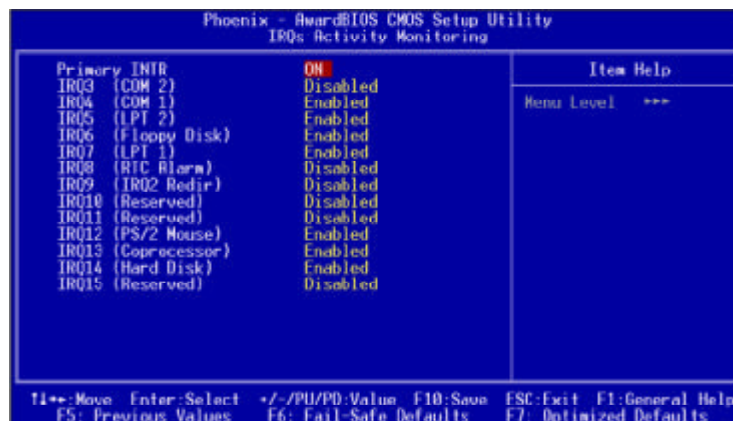 Phoenix - AwardBIOS CMOS Setup Utility
IRQs Activity Monitoring
Primary INTR ON
IRQ3 (COM 2) Disabled
IRQ4 (COM 1) Enabled
IRQ5 (LPT 2) Enabled
IRQ6 (Floppy Disk) Enabled
IRQ7 (LPT 1) Enabled
IRQ8 (RTC Alarm) Disabled
IRQ9 (IRQ2 Redir) Disabled
IRQ10 (Reserved) Disabled
IRQ11 (Reserved) Disabled
IRQ12 (PS/2 Mouse) Enabled
IRQ13 (Coprocessor) Enabled
IRQ14 (Hard Disk) Enabled
IRQ15 (Reserved) Disabled
Item Help
Menu Level ►►►
↑↓→←:Move Enter:Select +/-/PU/PD:Value F10:Save ESC:Exit F1:General Help
F5: Previous Values F6: Fail-Safe Defaults F7: Optimized Defaults